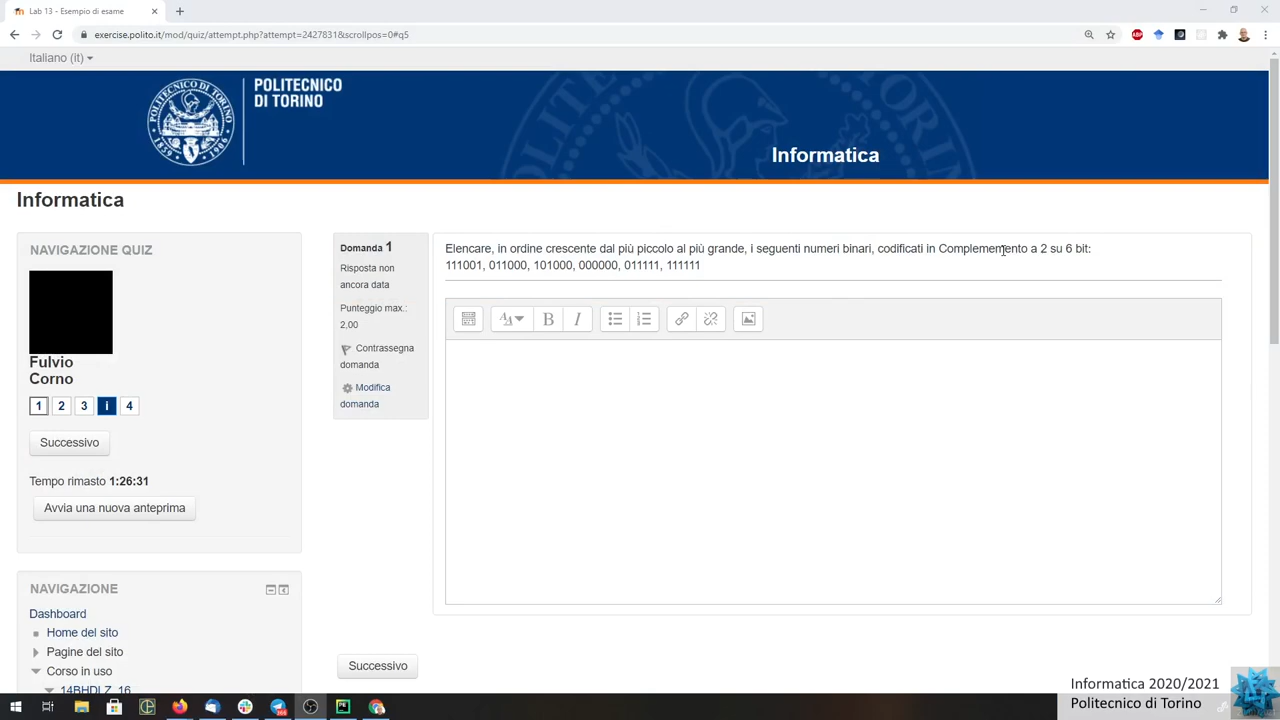 Lab 13 - Esempio di esame
exercise.polito.it/mod/quiz/attempt.php?attempt=2427831&scrollpos=0#q5
ABP
Italiano (it)
POLITECNICO
DI TORINO
Informatica
Informatica
NAVIGAZIONE QUIZ
Fulvio
Corno
1 2 3 i 4
Successivo
Tempo rimasto 1:26:31
Avvia una nuova anteprima
NAVIGAZIONE
Dashboard
Home del sito
Pagine del sito
Corso in uso
14BHDLZ_16
Domanda 1
Risposta non
ancora data
Punteggio max.:
2,00
Contrassegna
domanda
Modifica
domanda
Elencare, in ordine crescente dal più piccolo al più grande, i seguenti numeri binari, codificati in Complemento a 2 su 6 bit:
111001, 011000, 101000, 000000, 011111, 111111
B I
Successivo
Informatica 2020/2021
Politecnico di Torino